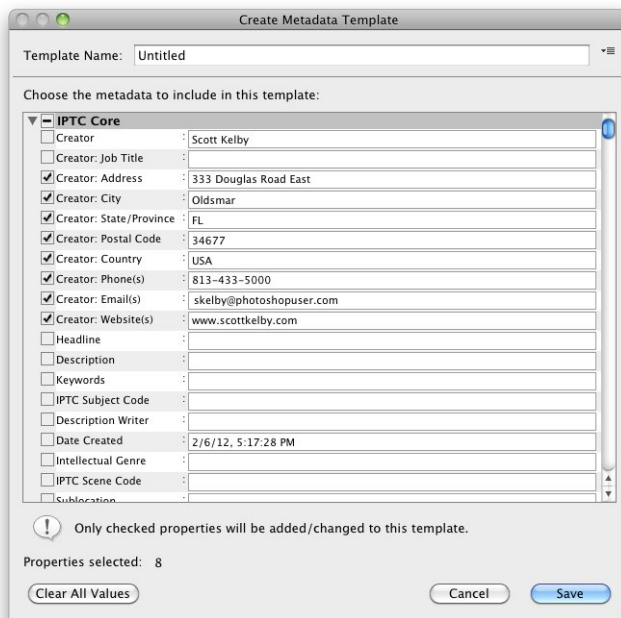 Create Metadata Template
Template Name: Untitled
Choose the metadata to include in this template:
IPTC Core
Creator : Scott Kelby
Creator: Job Title :
Creator: Address : 333 Douglas Road East
Creator: City : Oldsmar
Creator: State/Province : FL
Creator: Postal Code : 34677
Creator: Country : USA
Creator: Phone(s) : 813-433-5000
Creator: Email(s) : skelby@photoshopuser.com
Creator: Website(s) : www.scottkelby.com
Headline :
Description :
Keywords :
IPTC Subject Code :
Description Writer :
Date Created : 2/6/12, 5:17:28 PM
Intellectual Genre :
IPTC Scene Code :
Sublocation
Only checked properties will be added/changed to this template.
Properties selected: 8
Clear All Values Cancel Save